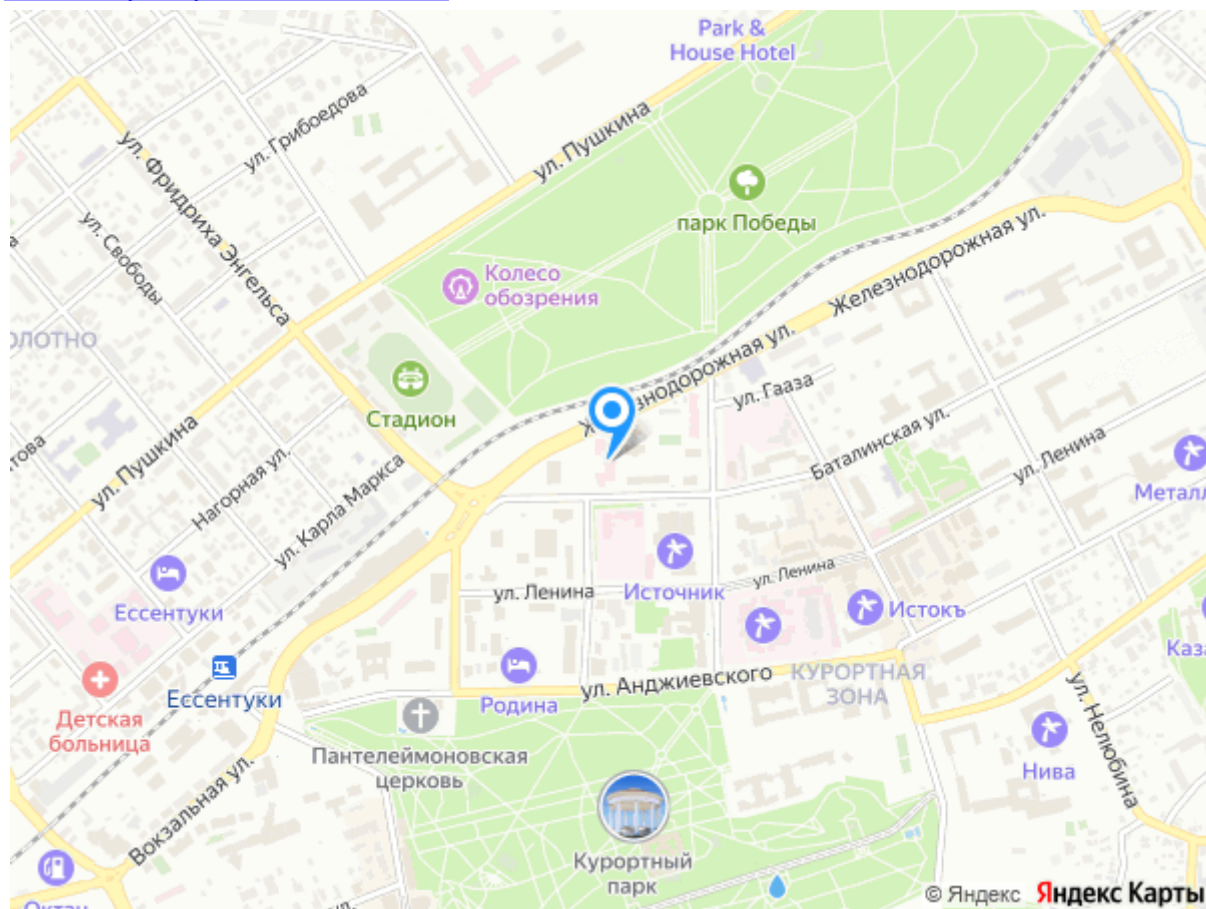 Park &
House Hotel
ул. Грибоедова
ул. Фридриха Энгельса
ул. Пушкина
парк Победы
ул. Свободы
Железнодорожная ул.
Колесо
обозрения
Железнодорожная ул.
Стадион
ул. Гааза
Баталинская ул.
ул. Ленина
ул. Пушкина
Нагорная ул.
ул. Карла Маркса
Ессентуки
ул. Ленина
Источник
ул. Ленина
Истокъ
Ессентуки
Родина
ул. Анджиевского
КУРОРТНАЯ
ЗОНА
ул. Нелюбина
Детская
больница
Пантелеймоновская
церковь
Нива
Вокзальная ул.
Курортный
парк
© Яндекс Яндекс Карты